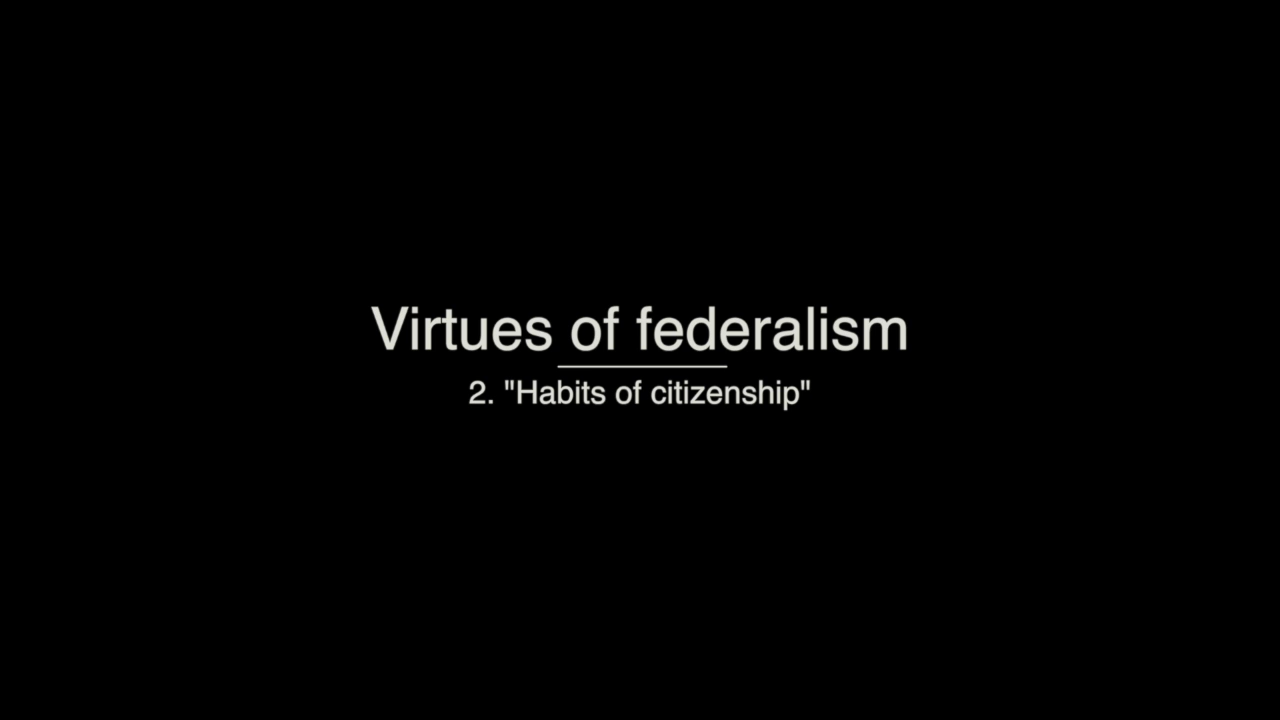 Virtues of federalism
2. "Habits of citizenship"